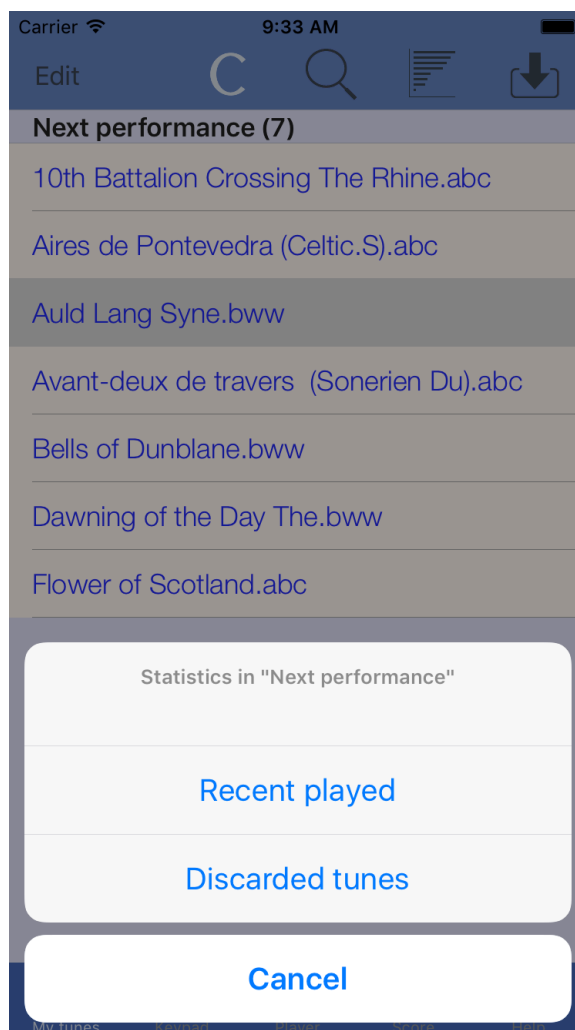 Carrier 9:33 AM
Edit C
Next performance (7)
10th Battalion Crossing The Rhine.abc
Aires de Pontevedra (Celtic.S).abc
Auld Lang Syne.bww
Avant-deux de travers  (Sonerien Du).abc
Bells of Dunblane.bww
Dawning of the Day The.bww
Flower of Scotland.abc
Statistics in "Next performance"
Recent played
Discarded tunes
Cancel
My tunes Keypad Player Score Help